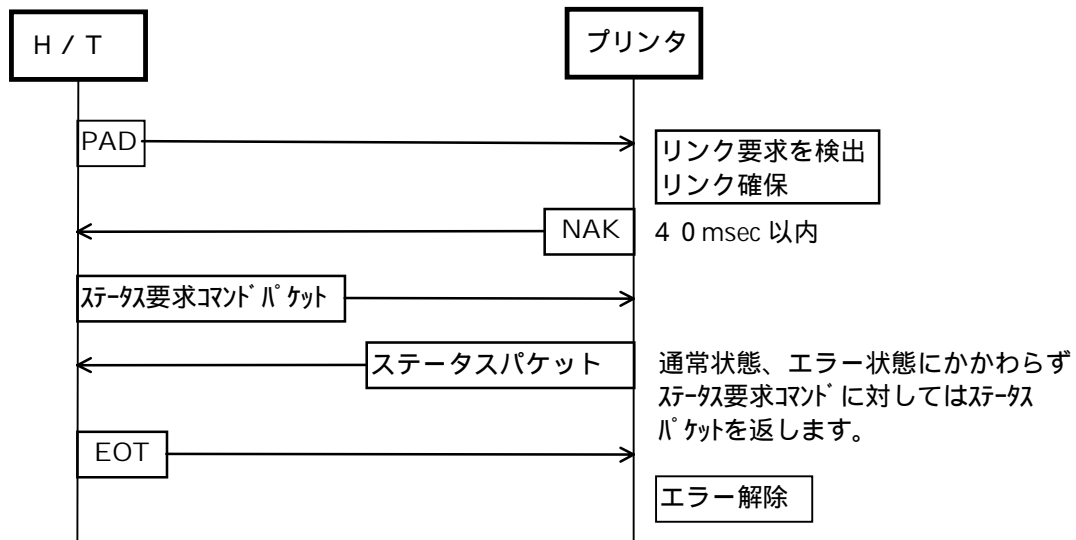 H / T
プリンタ
PAD
リンク要求を検出
リンク確保
NAK
４０msec 以内
ｽﾃｰﾀｽ要求ｺﾏﾝﾄﾞﾊﾟｹｯﾄ
ステータスパケット
通常状態、エラー状態にかかわらず
ｽﾃｰﾀｽ要求ｺﾏﾝﾄﾞに対してはｽﾃｰﾀｽ
ﾊﾟｹｯﾄを返します。
EOT
エラー解除